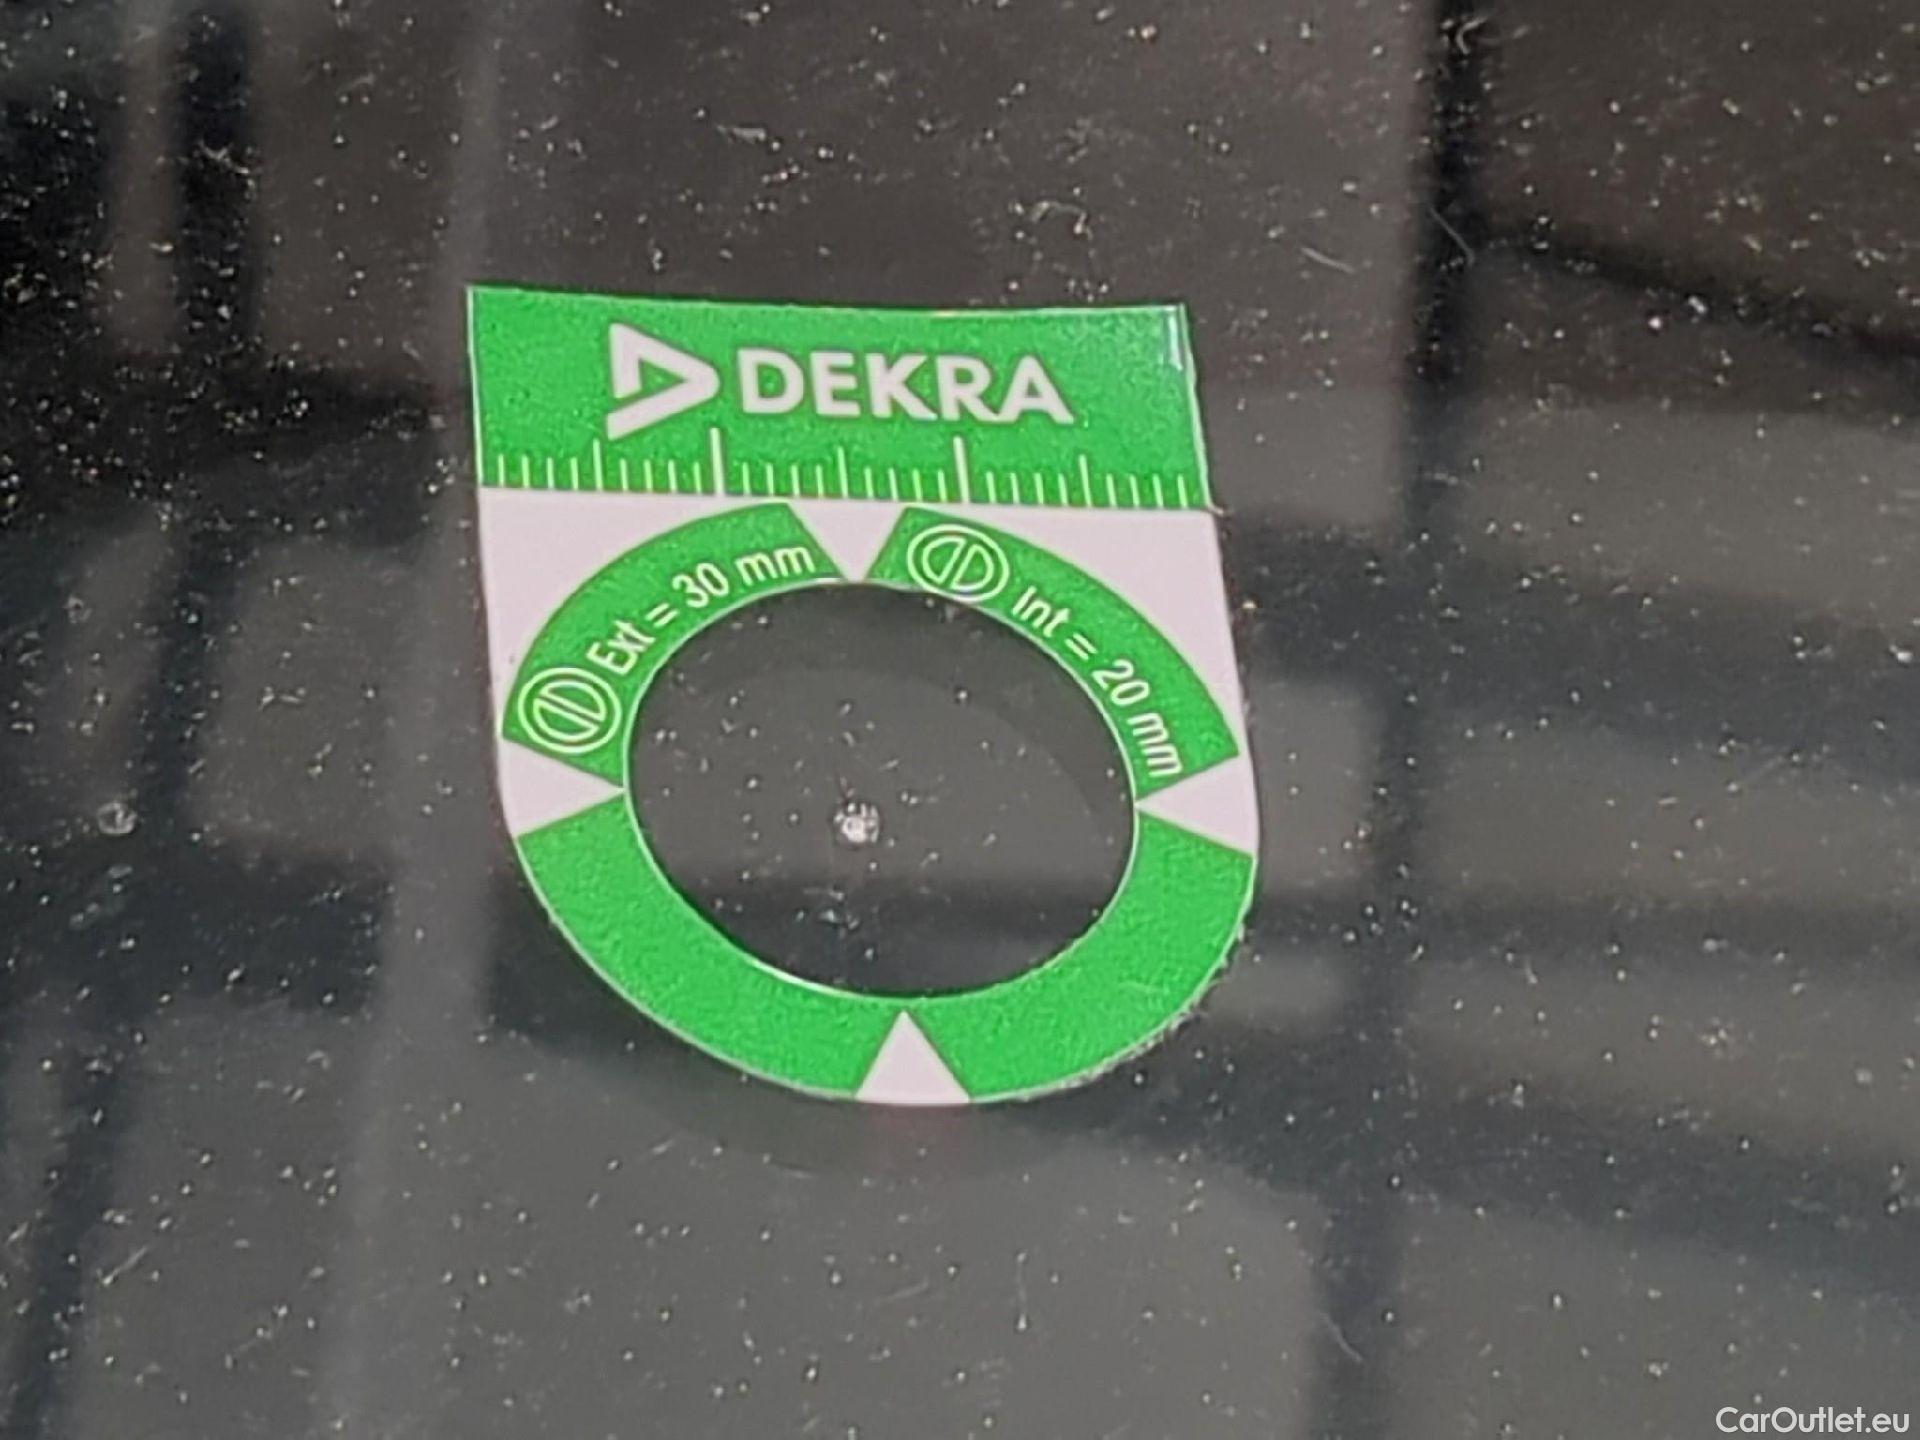 DEKRA
Ext = 30 mm
Int = 20 mm
CarOutlet.eu